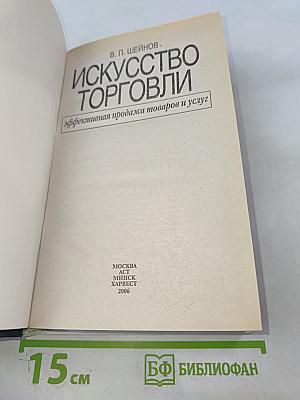 В. П. ШЕЙНОВ
ИСКУССТВО
ТОРГОВЛИ
эффективная продажа товаров и услуг
МОСКВА
АСТ
МИНСК
ХАРВЕСТ
2006
15 см
БФ БИБЛИОФАН